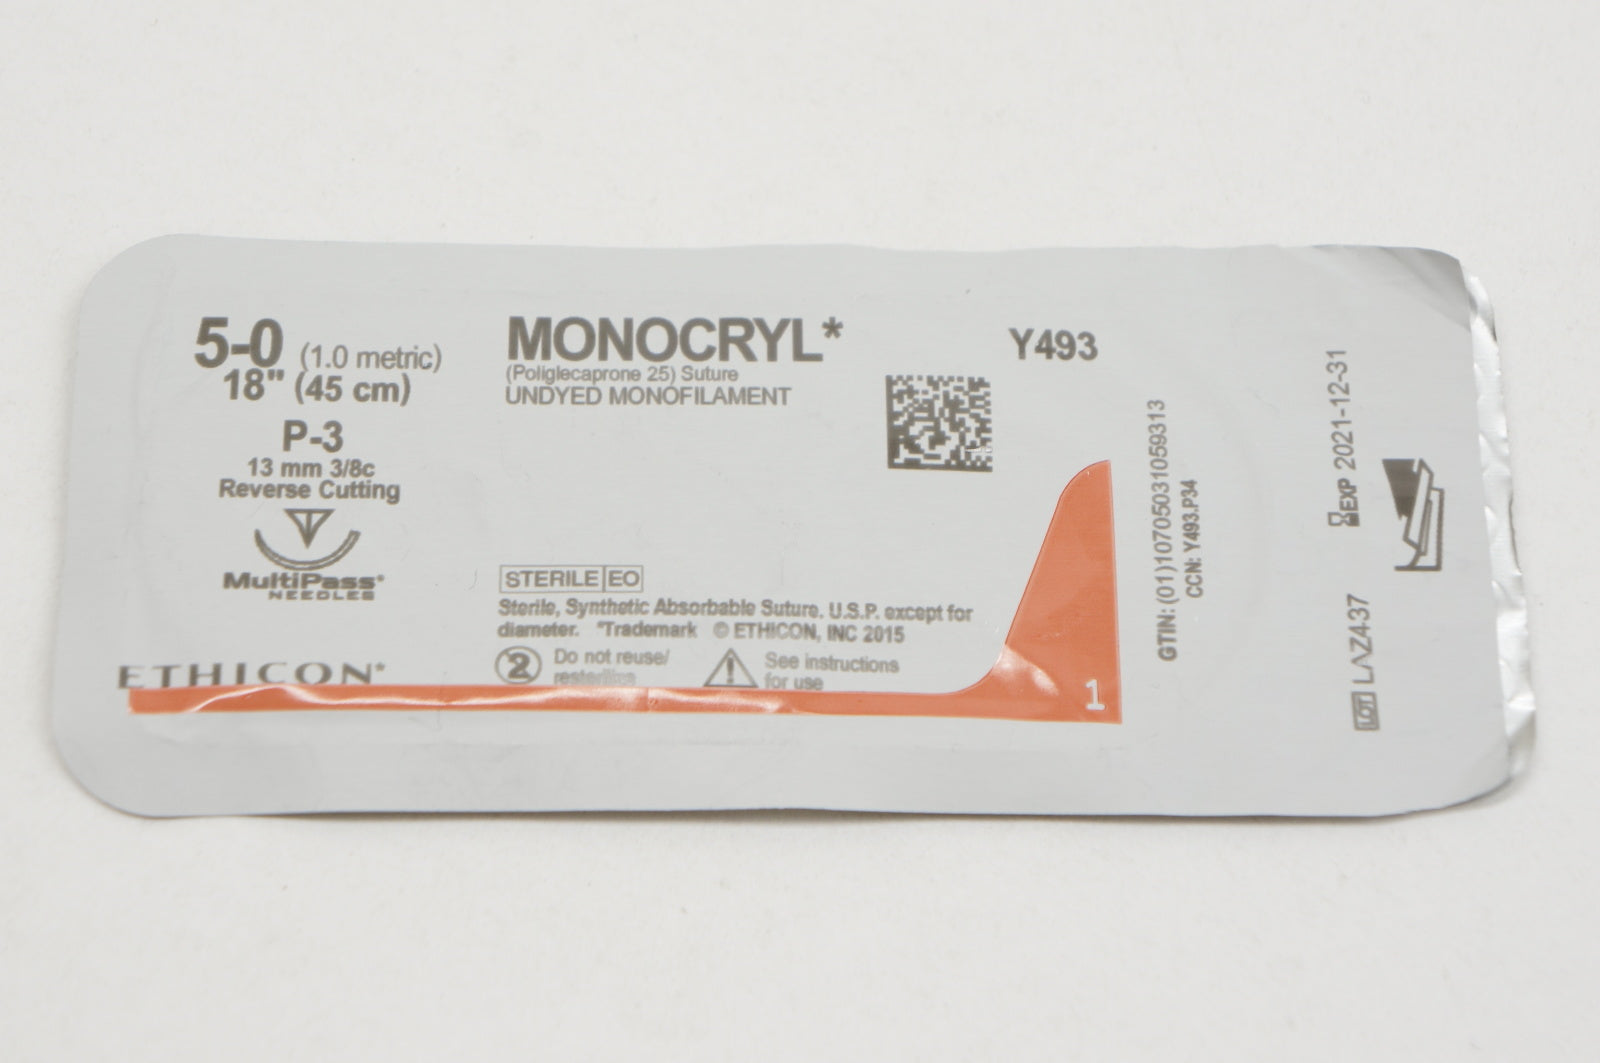 5-0 (1.0 metric)
18" (45 cm)
P-3
13 mm 3/8c
Reverse Cutting
MultiPass*
NEEDLES
ETHICON*
MONOCRYL*
(Poliglecaprone 25) Suture
UNDYED MONOFILAMENT
STERILE EO
Sterile, Synthetic Absorbable Suture. U.S.P. except for
diameter. *Trademark © ETHICON, INC 2015
2 Do not reuse/
resterilize
See instructions
for use
Y493
1
GTIN: (01)10705031059313
CCN: Y493.P34
EXP 2021-12-31
LOT LAZ437